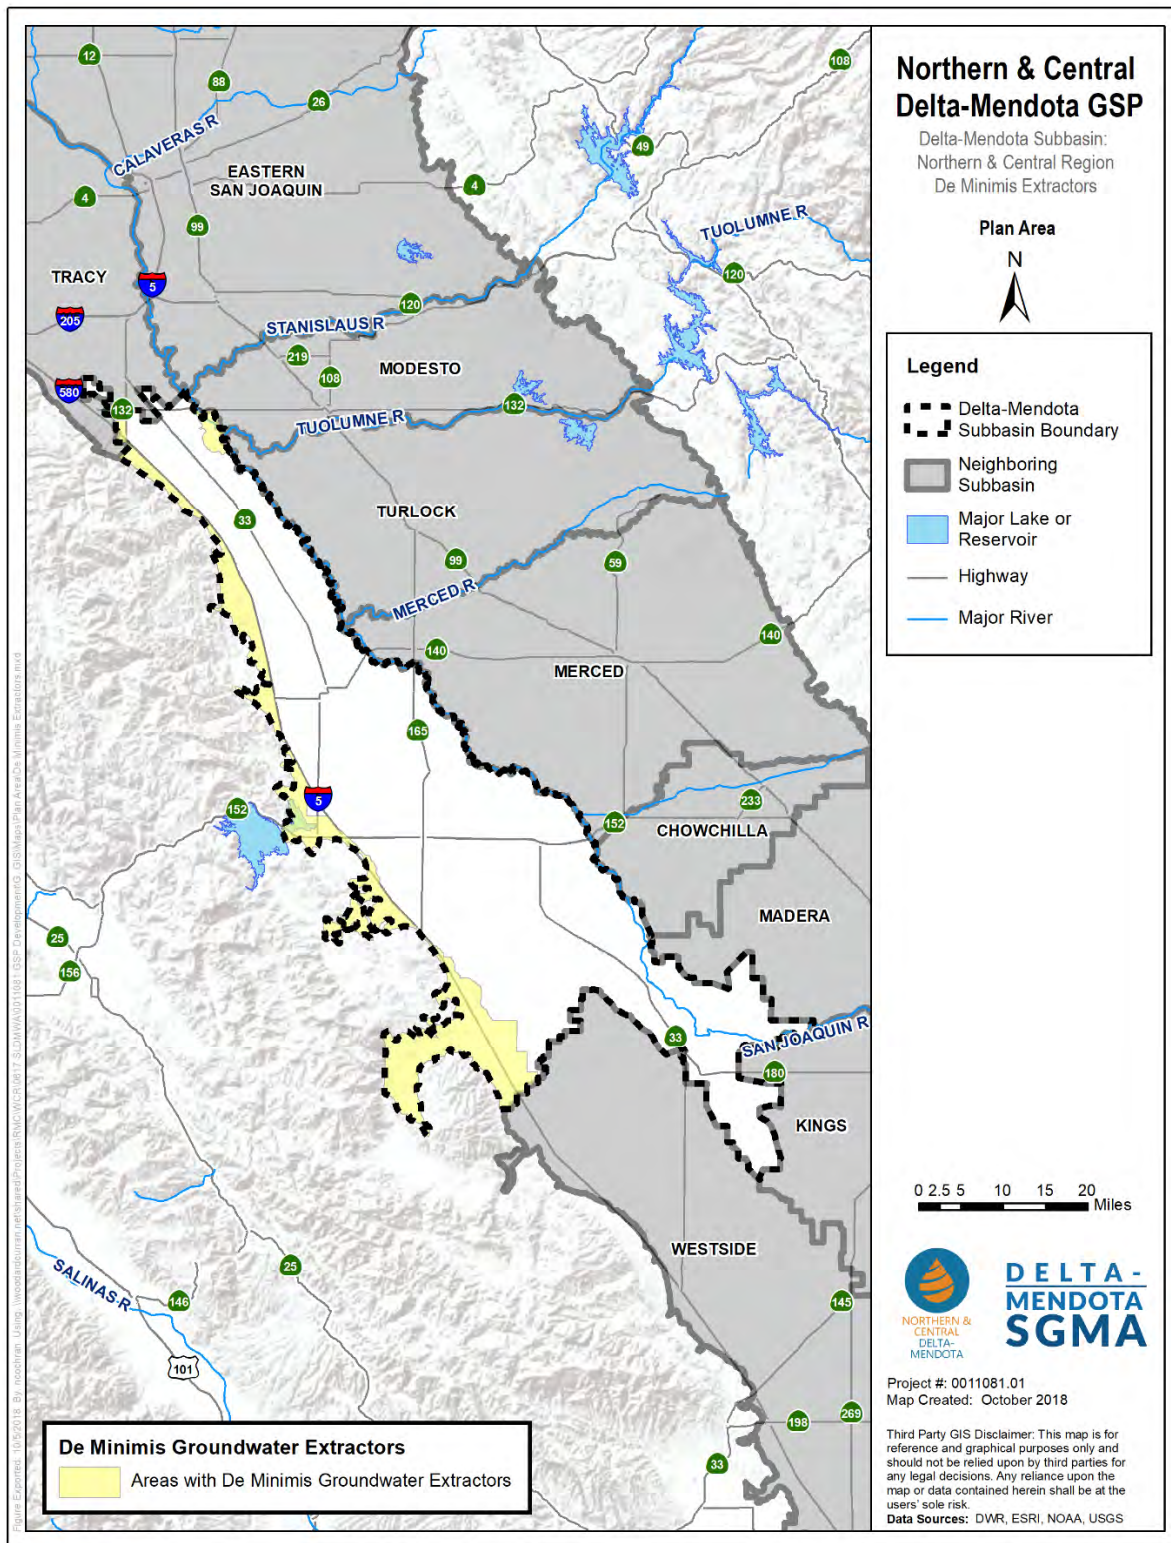 Northern & Central
Delta-Mendota GSP
Delta-Mendota Subbasin:
Northern & Central Region
De Minimis Extractors
Plan Area
N
Legend
Delta-Mendota
Subbasin Boundary
Neighboring
Subbasin
Major Lake or
Reservoir
Highway
Major River
0 2.5 5 10 15 20
Miles
NORTHERN &
CENTRAL
DELTA-
MENDOTA
DELTA-
MENDOTA
SGMA
Project #: 0011081.01
Map Created: October 2018
Third Party GIS Disclaimer: This map is for
reference and graphical purposes only and
should not be relied upon by third parties for
any legal decisions. Any reliance upon the
map or data contained herein shall be at the
users' sole risk.
Data Sources: DWR, ESRI, NOAA, USGS
12
88
26
108
49
CALAVERAS R
EASTERN
SAN JOAQUIN
4
4
99
TUOLUMNE R
TRACY
5
120
205
120
STANISLAUS R
219
MODESTO
108
580
132
132
TUOLUMNE R
33
TURLOCK
99
59
MERCED R
140
140
MERCED
165
5
152
233
152
CHOWCHILLA
MADERA
25
156
33
SAN JOAQUIN R
180
KINGS
WESTSIDE
SALINAS R
25
146
145
101
198
269
33
De Minimis Groundwater Extractors
Areas with De Minimis Groundwater Extractors